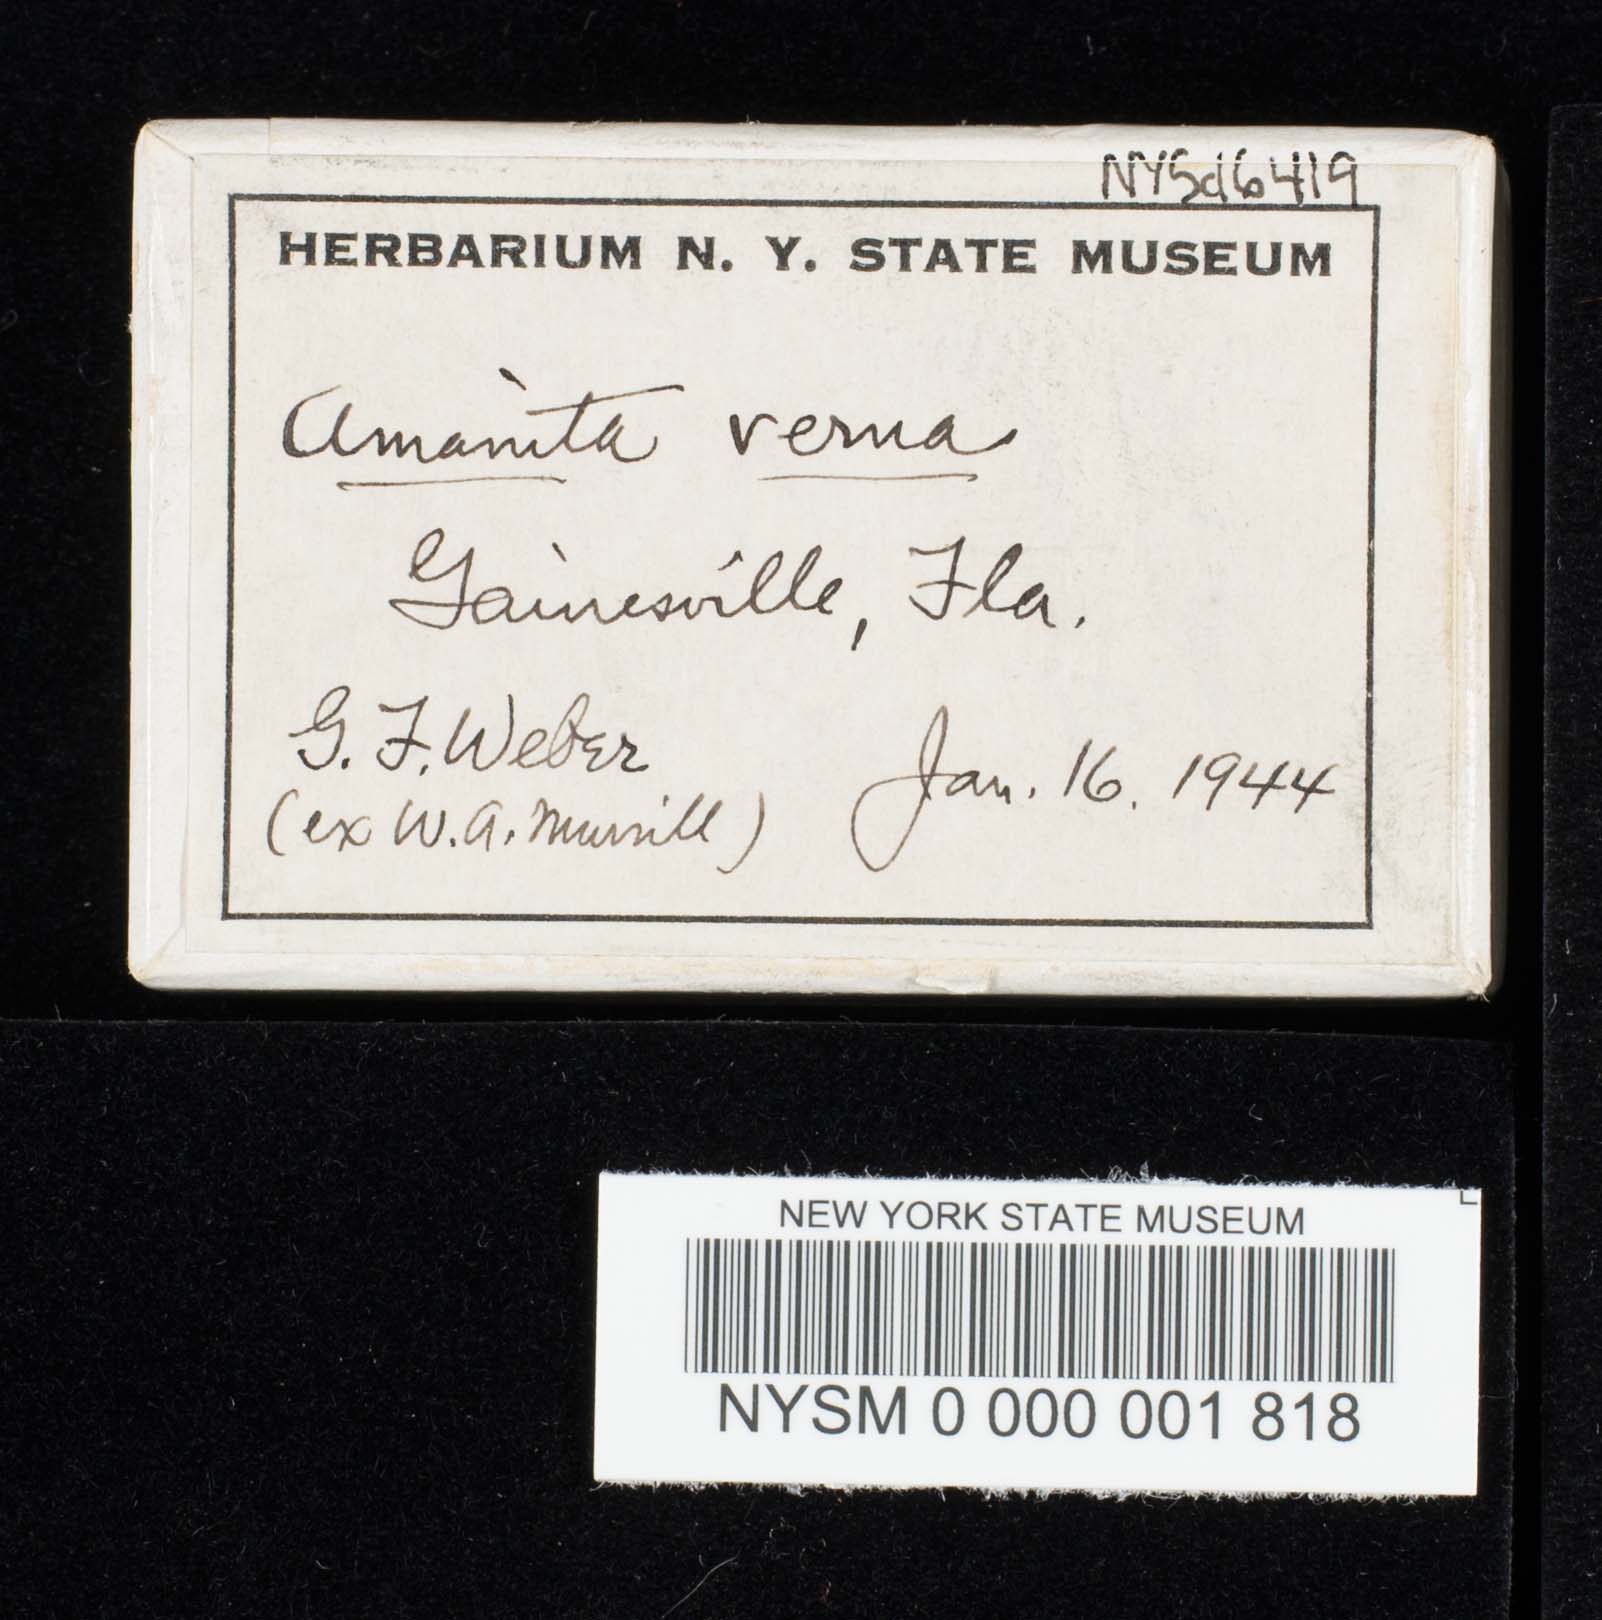 NYSd6419
HERBARIUM N. Y. STATE MUSEUM
Amanita verna
Gainesville, Fla.
G. F. Weber
(ex W. A. Murrill)
Jan. 16. 1944
NEW YORK STATE MUSEUM
NYSM 0 000 001 818